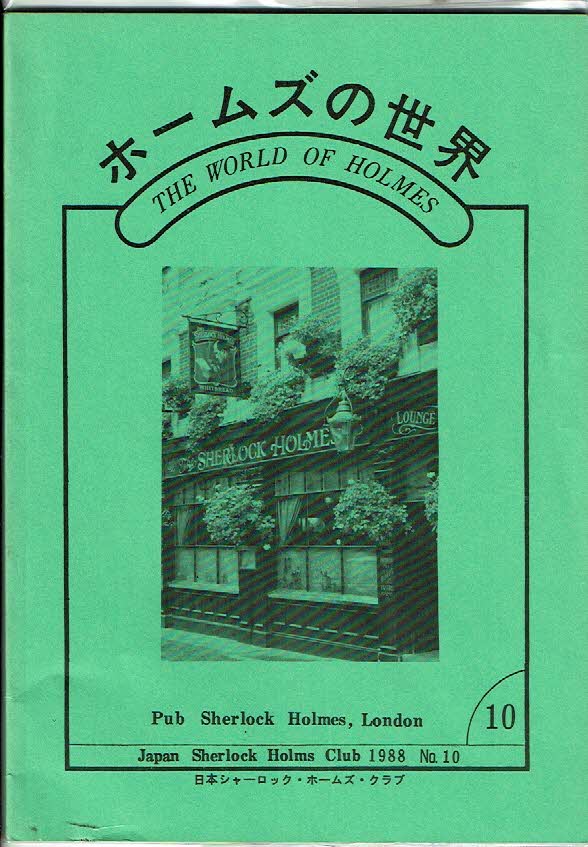 ホームズの世界
THE WORLD OF HOLMES
WHITBREAD
The SHERLOCK HOLMES
LOUNGE
Pub Sherlock Holmes, London
10
Japan Sherlock Holms Club 1988 No. 10
日本シャーロック・ホームズ・クラブ